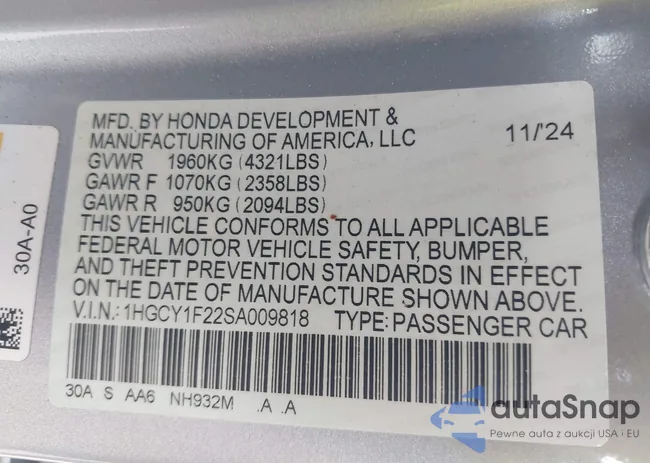 MFD. BY HONDA DEVELOPMENT &
MANUFACTURING OF AMERICA, LLC 11/'24
GVWR 1960KG (4321LBS)
GAWR F 1070KG (2358LBS)
GAWR R 950KG (2094LBS)
THIS VEHICLE CONFORMS TO ALL APPLICABLE
FEDERAL MOTOR VEHICLE SAFETY, BUMPER,
AND THEFT PREVENTION STANDARDS IN EFFECT
ON THE DATE OF MANUFACTURE SHOWN ABOVE.
V.I.N.:1HGCY1F22SA009818 TYPE:PASSENGER CAR
30A S AA6 NH932M .A .A
30A-A0
autaSnap
Pewne auta z aukcji USA i EU